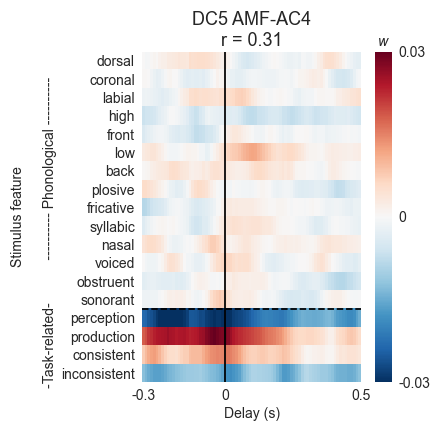 DC5 AMF-AC4
r = 0.31
w
0.03
0
-0.03
Stimulus feature
----------- Phonological -----------
-Task-related-
dorsal
coronal
labial
high
front
low
back
plosive
fricative
syllabic
nasal
voiced
obstruent
sonorant
perception
production
consistent
inconsistent
-0.3
0
0.5
Delay (s)